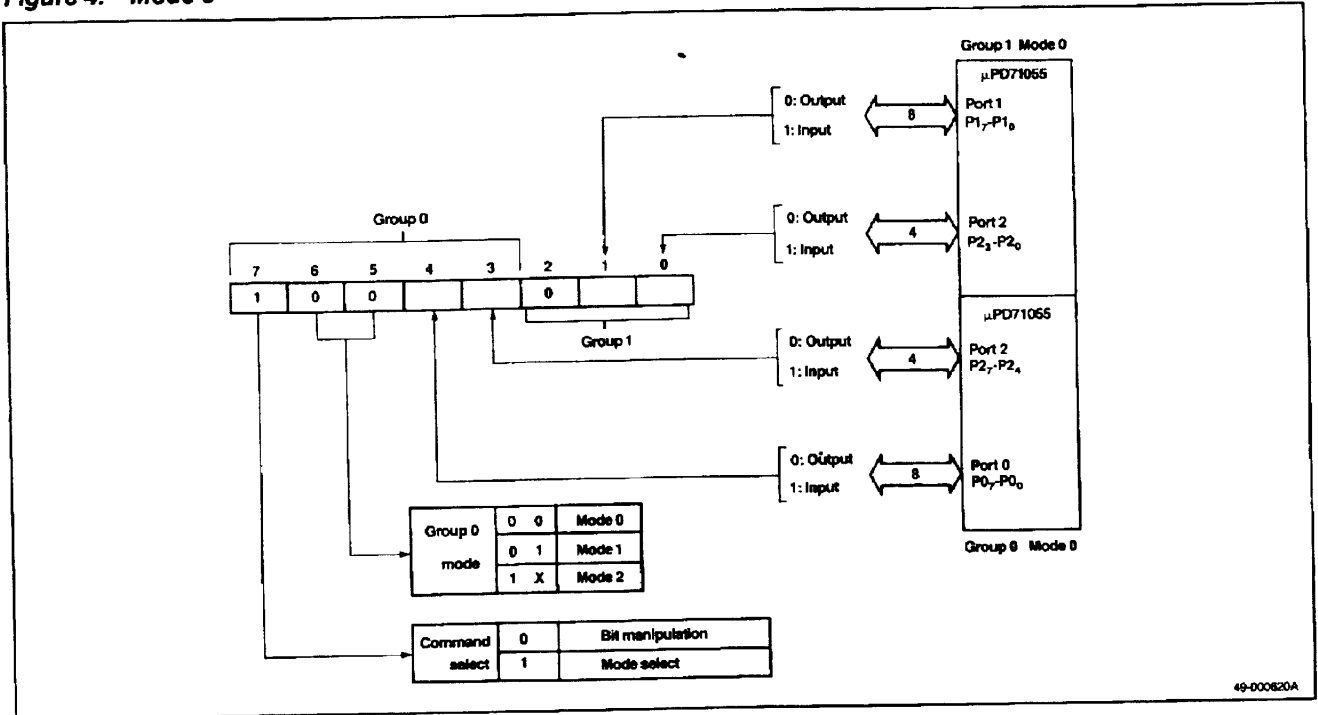 Figure 4. Mode 0
Group 1 Mode 0
μPD71055
0: Output
1: Input
8
Port 1
P1₇-P1₀
Group 0
0: Output
1: Input
4
Port 2
P2₃-P2₀
7 6 5 4 3 2 1 0
1 0 0 0
Group 1
μPD71055
0: Output
1: Input
4
Port 2
P2₇-P2₄
0: Output
1: Input
8
Port 0
P0₇-P0₀
Group 0 Mode 0
Group 0 mode
0 0 Mode 0
0 1 Mode 1
1 X Mode 2
Command select
0 Bit manipulation
1 Mode select
49-000620A